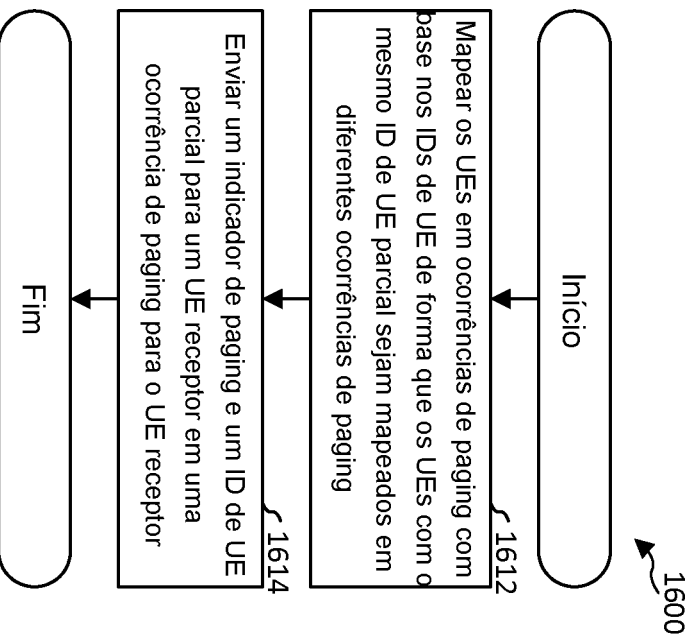 1600
Início
Mapear os UEs em ocorrências de paging com
base nos IDs de UE de forma que os UEs com o
mesmo ID de UE parcial sejam mapeados em
diferentes ocorrências de paging
1612
Enviar um indicador de paging e um ID de UE
parcial para um UE receptor em uma
ocorrência de paging para o UE receptor
1614
Fim